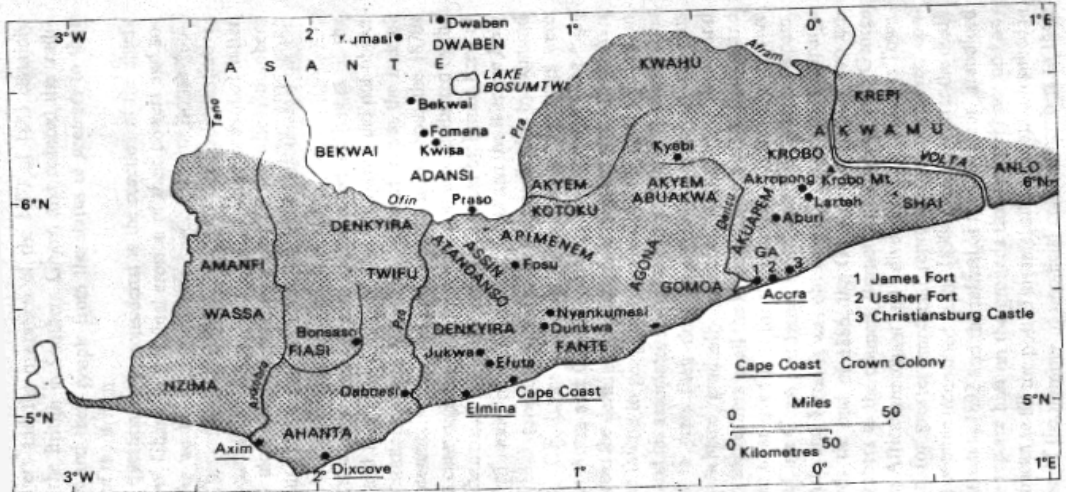 3°W 2 1° 0° 1°E
Dwaben
Kumasi DWABEN
ASANTE
LAKE
BOSUMTWI
Tano
Pra
Afram
KWAHU
KREPI
AKWAMU
VOLTA
ANLO
6°N
Bekwai
Fomena
Kwisa
BEKWAI
ADANSI
Kyebi
KROBO
Akropong Krobo Mt.
Larteh
SHAI
Aburi
6°N
Ofin
Praso
AKYEM
KOTOKU
AKYEM
ABUAKWA
Densu
AKUAPEM
DENKYIRA
ASSIN
APIMENEM
ATANDANSO
Fosu
AGONA
GOMOA
GA
1 2 3
Accra
AMANFI
TWIFU
WASSA
Pra
Bonsaso
FIASI
DENKYIRA
Nyankumasi
Dunkwa
FANTE
Jukwa
Efutu
NZIMA
Ankobra
Daboasi
Cape Coast
Elmina
5°N
AHANTA
Axim
Dixcove
1 James Fort
2 Ussher Fort
3 Christiansburg Castle
Cape Coast Crown Colony
Miles
0 50
0 50
Kilometres
5°N
3°W 2° 1° 0° 1°E